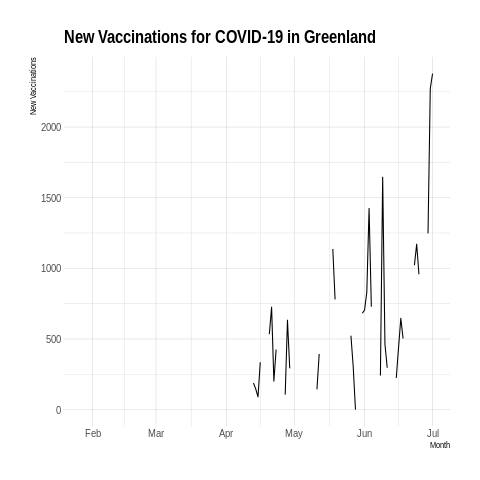 New Vaccinations for COVID-19 in Greenland
New Vaccinations
2000
1500
1000
500
0
Feb Mar Apr May Jun Jul
Month